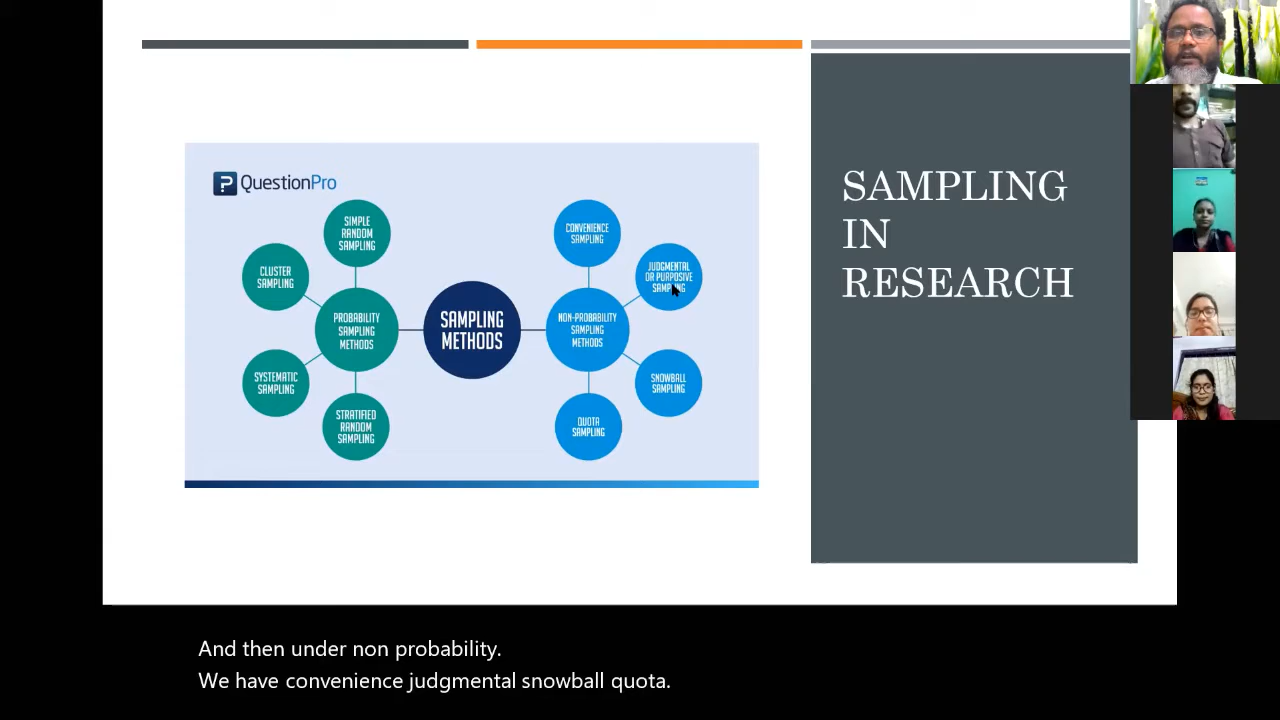 SAMPLING
IN
RESEARCH
QuestionPro
SIMPLE
RANDOM
SAMPLING
CLUSTER
SAMPLING
PROBABILITY
SAMPLING
METHODS
SYSTEMATIC
SAMPLING
STRATIFIED
RANDOM
SAMPLING
SAMPLING
METHODS
CONVENIENCE
SAMPLING
JUDGMENTAL
OR PURPOSIVE
SAMPLING
NON-PROBABILITY
SAMPLING
METHODS
SNOWBALL
SAMPLING
QUOTA
SAMPLING
And then under non probability.
We have convenience judgmental snowball quota.